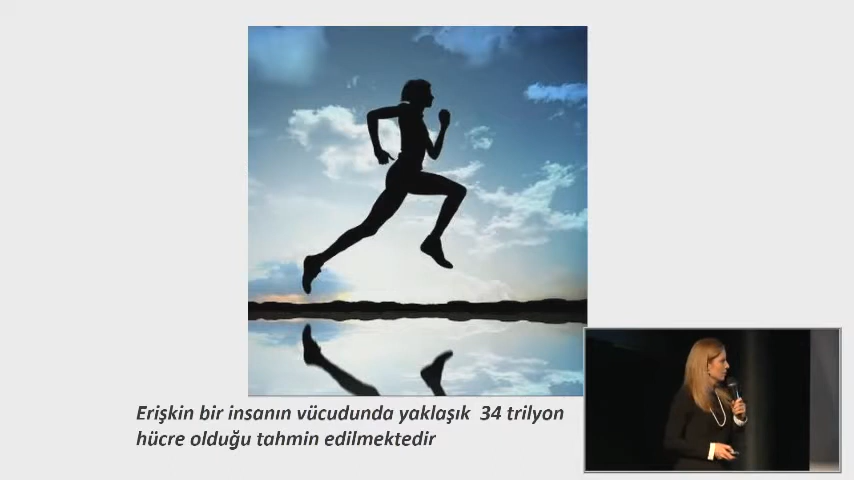 Erişkin bir insanın vücudunda yaklaşık 34 trilyon
hücre olduğu tahmin edilmektedir